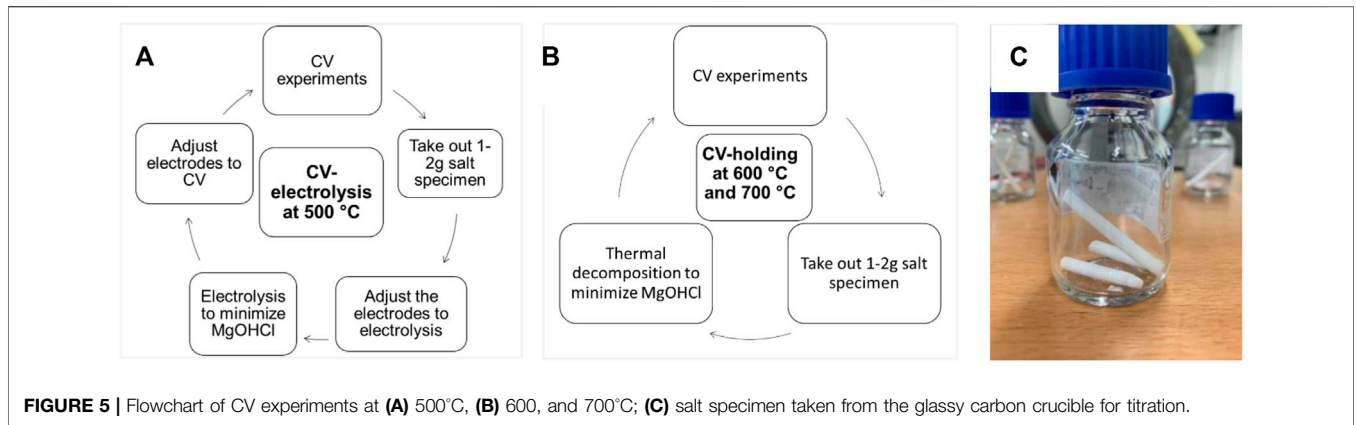 A
CV
experiments
Take out 1-
2g salt
specimen
Adjust the
electrodes to
electrolysis
Electrolysis
to minimize
MgOHCl
Adjust
electrodes to
CV
CV-
electrolysis
at 500 °C
B
CV experiments
Take out 1-2g salt
specimen
Thermal
decomposition to
minimize MgOHCl
CV-holding
at 600 °C
and 700 °C
C
FIGURE 5 | Flowchart of CV experiments at (A) 500°C, (B) 600, and 700°C; (C) salt specimen taken from the glassy carbon crucible for titration.